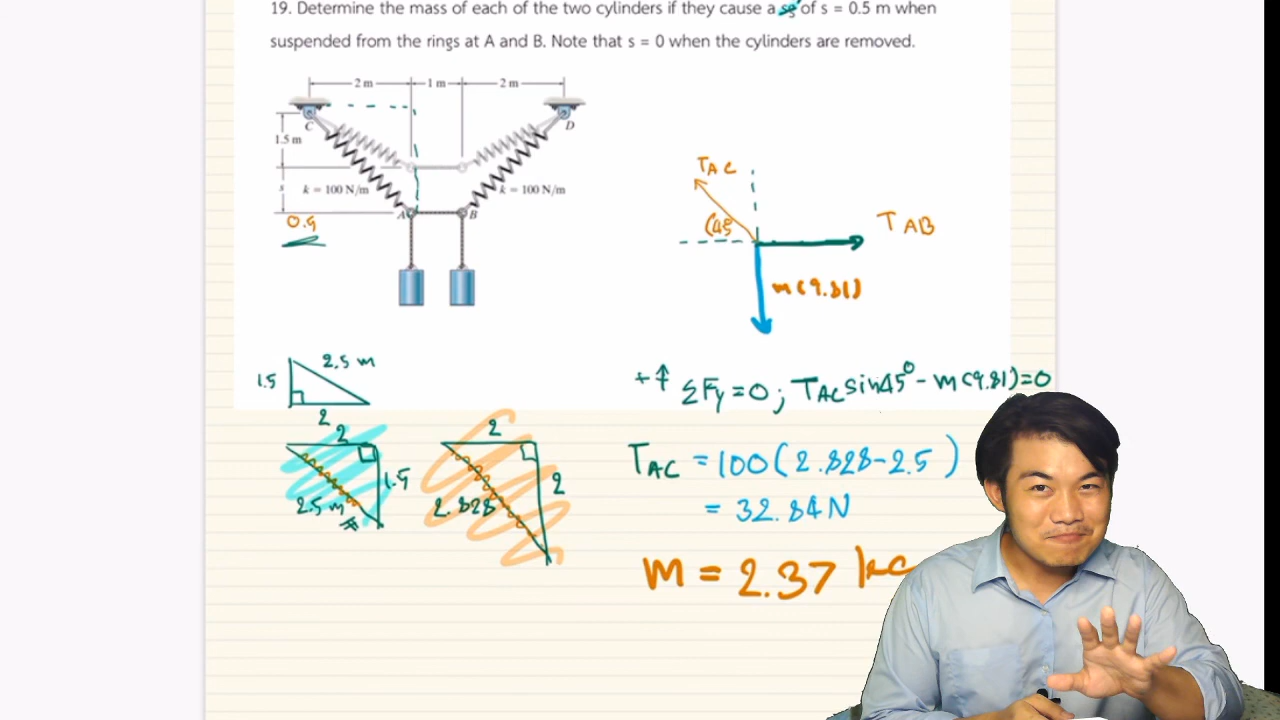 19. Determine the mass of each of the two cylinders if they cause a of s = 0.5 m when
suspended from the rings at A and B. Note that s = 0 when the cylinders are removed.
2 m 1 m 2 m
C D
1.5 m
s k = 100 N/m k = 100 N/m
A B
0.5
TAC
45
TAB
m(9.81)
1.5 2.5 m
2
+↑ ΣFy = 0; TAC sin45° - m(9.81) = 0
2
1.5
2.5 m
2
2
2.828
TAC = 100(2.828-2.5)
= 32.84 N
m = 2.37